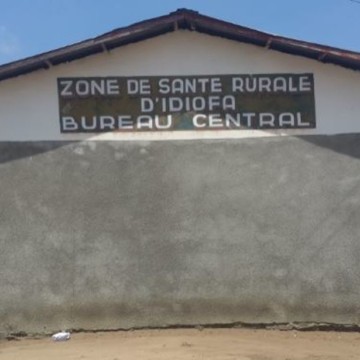 ZONE DE SANTE RURALE
D'IDIOFA
BUREAU CENTRAL